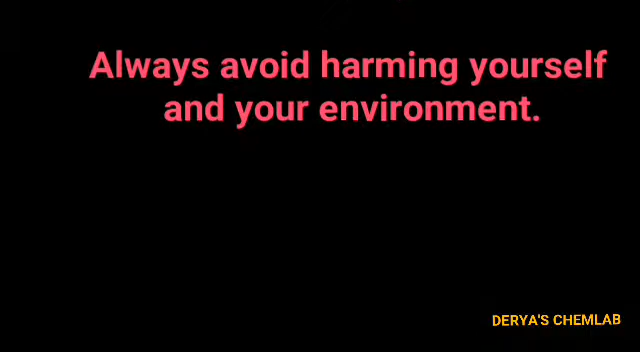 Always avoid harming yourself
and your environment.
DERYA'S CHEMLAB